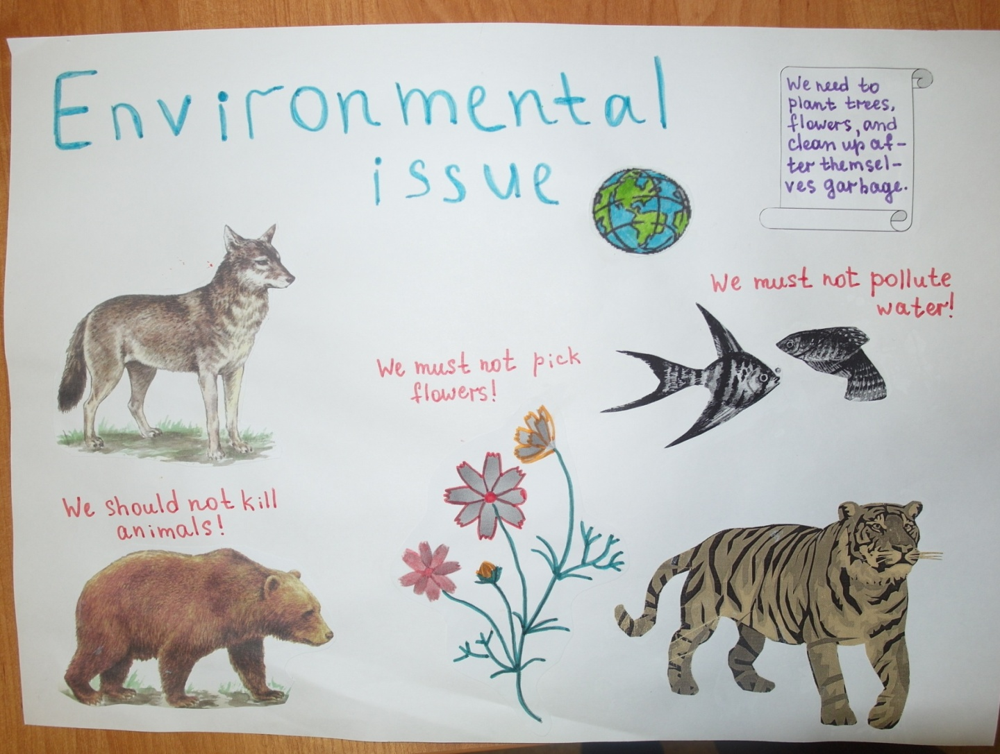 Environmental
issue
We need to
plant trees,
flowers, and
clean up af-
ter themsel-
ves garbage.
We must not pollute
water!
We must not pick
flowers!
We should not kill
animals!